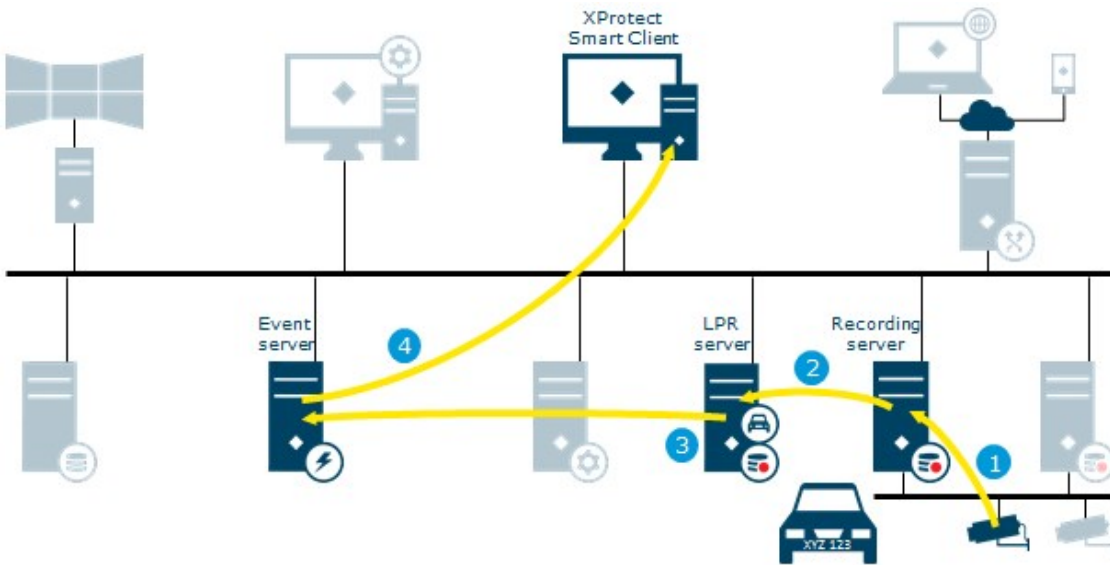 XProtect
Smart Client
Event
server
4
LPR
server
Recording
server
2
3
1
XYZ 123